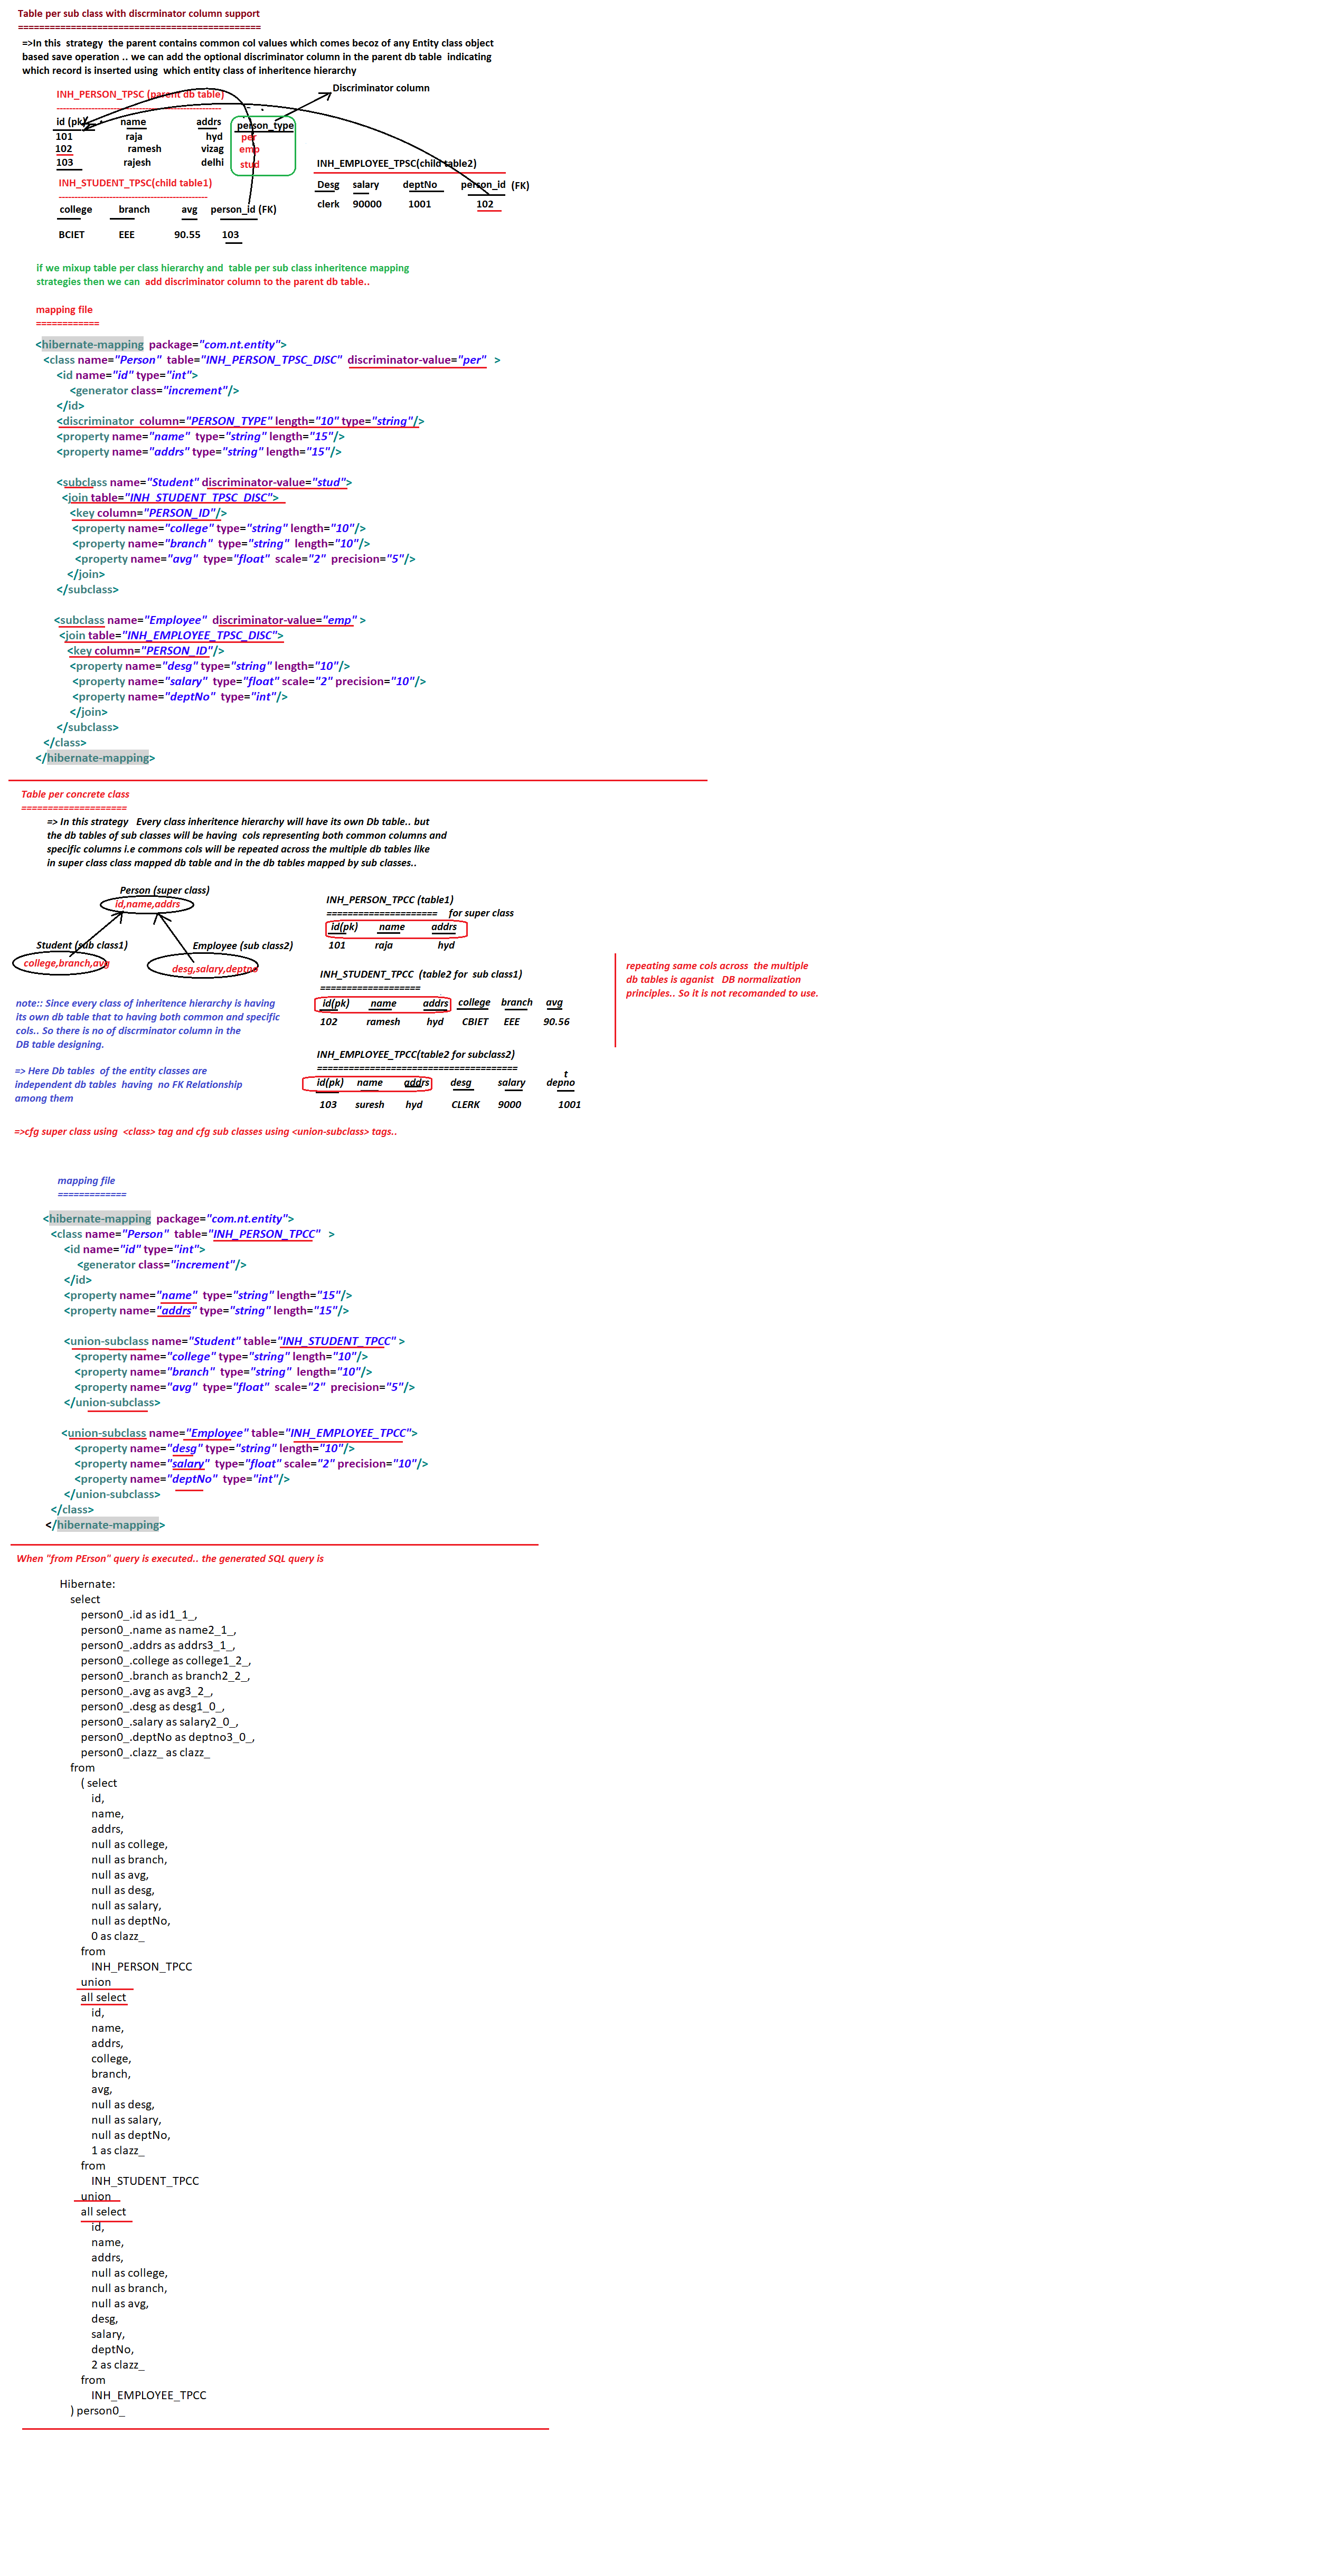 Table per sub class with discrminator column support
==============================================
=>In this  strategy  the parent contains common col values which comes becoz of any Entity class object
based save operation .. we can add the optional discriminator column in the parent db table  indicating
which record is inserted using  which entity class of inheritence hierarchy
Discriminator column
INH_PERSON_TPSC (parent db table)
----------------------------------------------------
id (pk)  name  addrs  person_type
101  raja  hyd  per
102  ramesh  vizag  emp
103  rajesh  delhi  stud
INH_EMPLOYEE_TPSC(child table2)
Desg  salary  deptNo  person_id  (FK)
clerk  90000  1001  102
INH_STUDENT_TPSC(child table1)
-----------------------------------------------
college  branch  avg  person_id (FK)
BCIET  EEE  90.55  103
if we mixup table per class hierarchy and  table per sub class inheritence mapping
strategies then we can  add discriminator column to the parent db table..
mapping file
============
<hibernate-mapping  package="com.nt.entity">
<class name="Person"  table="INH_PERSON_TPSC_DISC"  discriminator-value="per"  >
<id name="id" type="int">
<generator class="increment"/>
</id>
<discriminator  column="PERSON_TYPE" length="10" type="string"/>
<property name="name"  type="string" length="15"/>
<property name="addrs" type="string" length="15"/>
<subclass name="Student" discriminator-value="stud">
<join table="INH_STUDENT_TPSC_DISC">
<key column="PERSON_ID"/>
<property name="college" type="string" length="10"/>
<property name="branch"  type="string"  length="10"/>
<property name="avg"  type="float"  scale="2"  precision="5"/>
</join>
</subclass>
<subclass name="Employee"  discriminator-value="emp" >
<join table="INH_EMPLOYEE_TPSC_DISC">
<key column="PERSON_ID"/>
<property name="desg" type="string" length="10"/>
<property name="salary"  type="float" scale="2" precision="10"/>
<property name="deptNo"  type="int"/>
</join>
</subclass>
</class>
</hibernate-mapping>
Table per concrete class
====================
=> In this strategy   Every class inheritence hierarchy will have its own Db table.. but
the db tables of sub classes will be having  cols representing both common columns and
specific columns i.e commons cols will be repeated across the multiple db tables like
in super class class mapped db table and in the db tables mapped by sub classes..
Person (super class)
id,name,addrs
Student (sub class1)
college,branch,avg
Employee (sub class2)
desg,salary,deptno
INH_PERSON_TPCC (table1)
=====================  for super class
id(pk)  name  addrs
101  raja  hyd
INH_STUDENT_TPCC  (table2 for  sub class1)
===================
id(pk)  name  addrs  college  branch  avg
102  ramesh  hyd  CBIET  EEE  90.56
repeating same cols across  the multiple
db tables is aganist   DB normalization
principles.. So it is not recomanded to use.
note:: Since every class of inheritence hierarchy is having
its own db table that to having both common and specific
cols.. So there is no of discrminator column in the
DB table designing.
INH_EMPLOYEE_TPCC(table2 for subclass2)
======================================
t
id(pk)  name  addrs  desg  salary  depno
103  suresh  hyd  CLERK  9000  1001
=> Here Db tables  of the entity classes are
independent db tables  having  no FK Relationship
among them
=>cfg super class using  <class> tag and cfg sub classes using <union-subclass> tags..
mapping file
=============
<hibernate-mapping  package="com.nt.entity">
<class name="Person"  table="INH_PERSON_TPCC"  >
<id name="id" type="int">
<generator class="increment"/>
</id>
<property name="name"  type="string" length="15"/>
<property name="addrs" type="string" length="15"/>
<union-subclass name="Student" table="INH_STUDENT_TPCC" >
<property name="college" type="string" length="10"/>
<property name="branch"  type="string"  length="10"/>
<property name="avg"  type="float"  scale="2"  precision="5"/>
</union-subclass>
<union-subclass name="Employee" table="INH_EMPLOYEE_TPCC">
<property name="desg" type="string" length="10"/>
<property name="salary"  type="float" scale="2" precision="10"/>
<property name="deptNo"  type="int"/>
</union-subclass>
</class>
</hibernate-mapping>
When "from PErson" query is executed.. the generated SQL query is
Hibernate:
select
person0_.id as id1_1_,
person0_.name as name2_1_,
person0_.addrs as addrs3_1_,
person0_.college as college1_2_,
person0_.branch as branch2_2_,
person0_.avg as avg3_2_,
person0_.desg as desg1_0_,
person0_.salary as salary2_0_,
person0_.deptNo as deptno3_0_,
person0_.clazz_ as clazz_
from
( select
id,
name,
addrs,
null as college,
null as branch,
null as avg,
null as desg,
null as salary,
null as deptNo,
0 as clazz_
from
INH_PERSON_TPCC
union
all select
id,
name,
addrs,
college,
branch,
avg,
null as desg,
null as salary,
null as deptNo,
1 as clazz_
from
INH_STUDENT_TPCC
union
all select
id,
name,
addrs,
null as college,
null as branch,
null as avg,
desg,
salary,
deptNo,
2 as clazz_
from
INH_EMPLOYEE_TPCC
) person0_